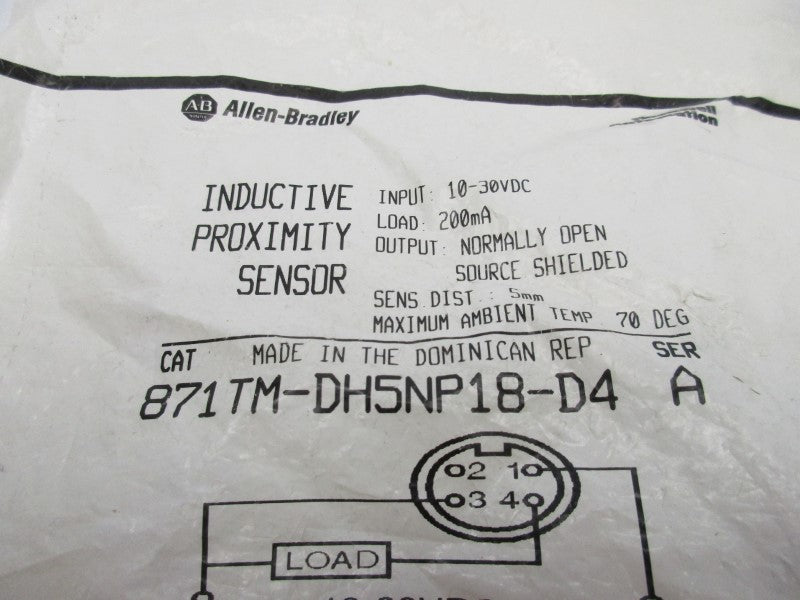 AB Allen-Bradley
INDUCTIVE
PROXIMITY
SENSOR
INPUT: 10-30VDC
LOAD: 200mA
OUTPUT: NORMALLY OPEN
SOURCE SHIELDED
SENS. DIST.: 5mm
MAXIMUM AMBIENT TEMP 70 DEG
CAT MADE IN THE DOMINICAN REP SER
871TM-DH5NP18-D4 A
2 1
3 4
LOAD